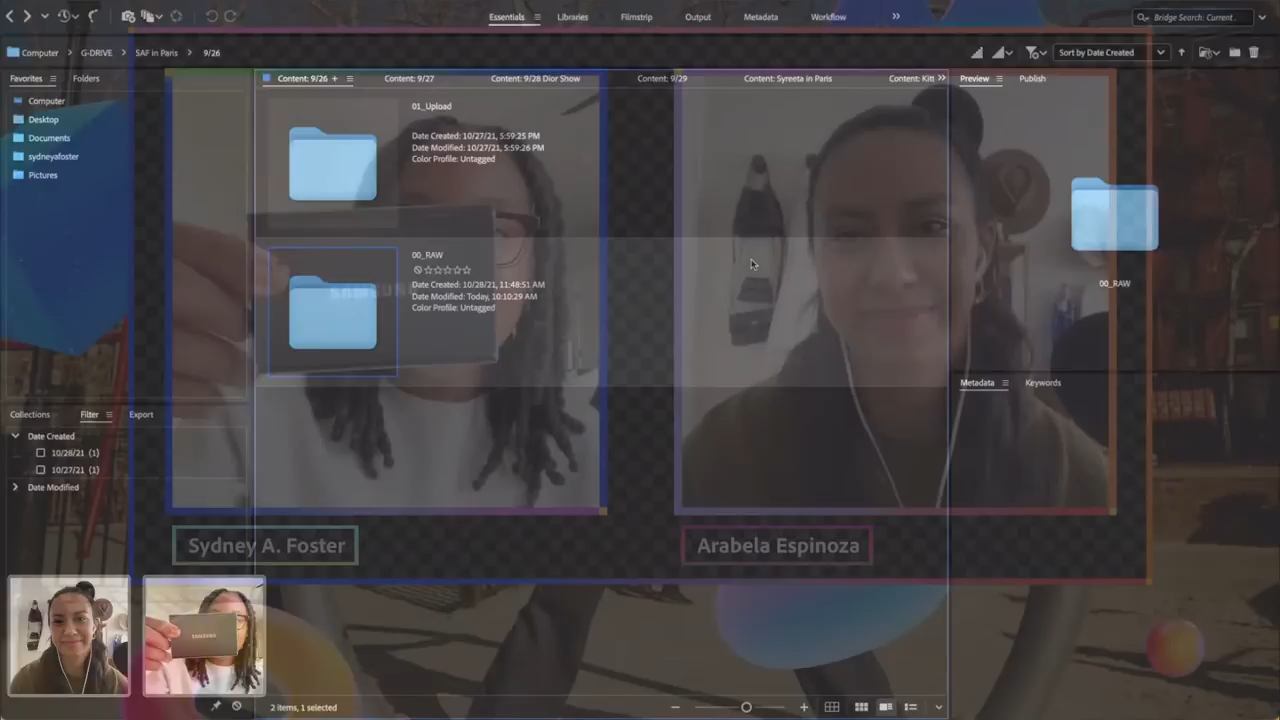 Essentials
Libraries
Filmstrip
Output
Metadata
Workflow
Bridge Search: Current .
Computer
G-DRIVE
SAF in Paris
9/26
Sort by Date Created
Favorites
Folders
Content: 9/26
Content: 9/27
Content: 9/28 Dior Show
Content: 9/29
Content: Syreeta in Paris
Content: Kitt
Preview
Publish
Computer
Desktop
Documents
sydneyafoster
Pictures
01_Upload
Date Created: 10/27/21, 5:59:25 PM
Date Modified: 10/27/21, 5:59:26 PM
Color Profile: Untagged
00_RAW
Date Created: 10/28/21, 11:48:51 AM
Date Modified: Today, 10:10:29 AM
Color Profile: Untagged
SAMSUNG
00_RAW
Metadata
Keywords
Collections
Filter
Export
Date Created
10/28/21 (1)
10/27/21 (1)
Date Modified
Sydney A. Foster
Arabela Espinoza
SAMSUNG
2 items, 1 selected